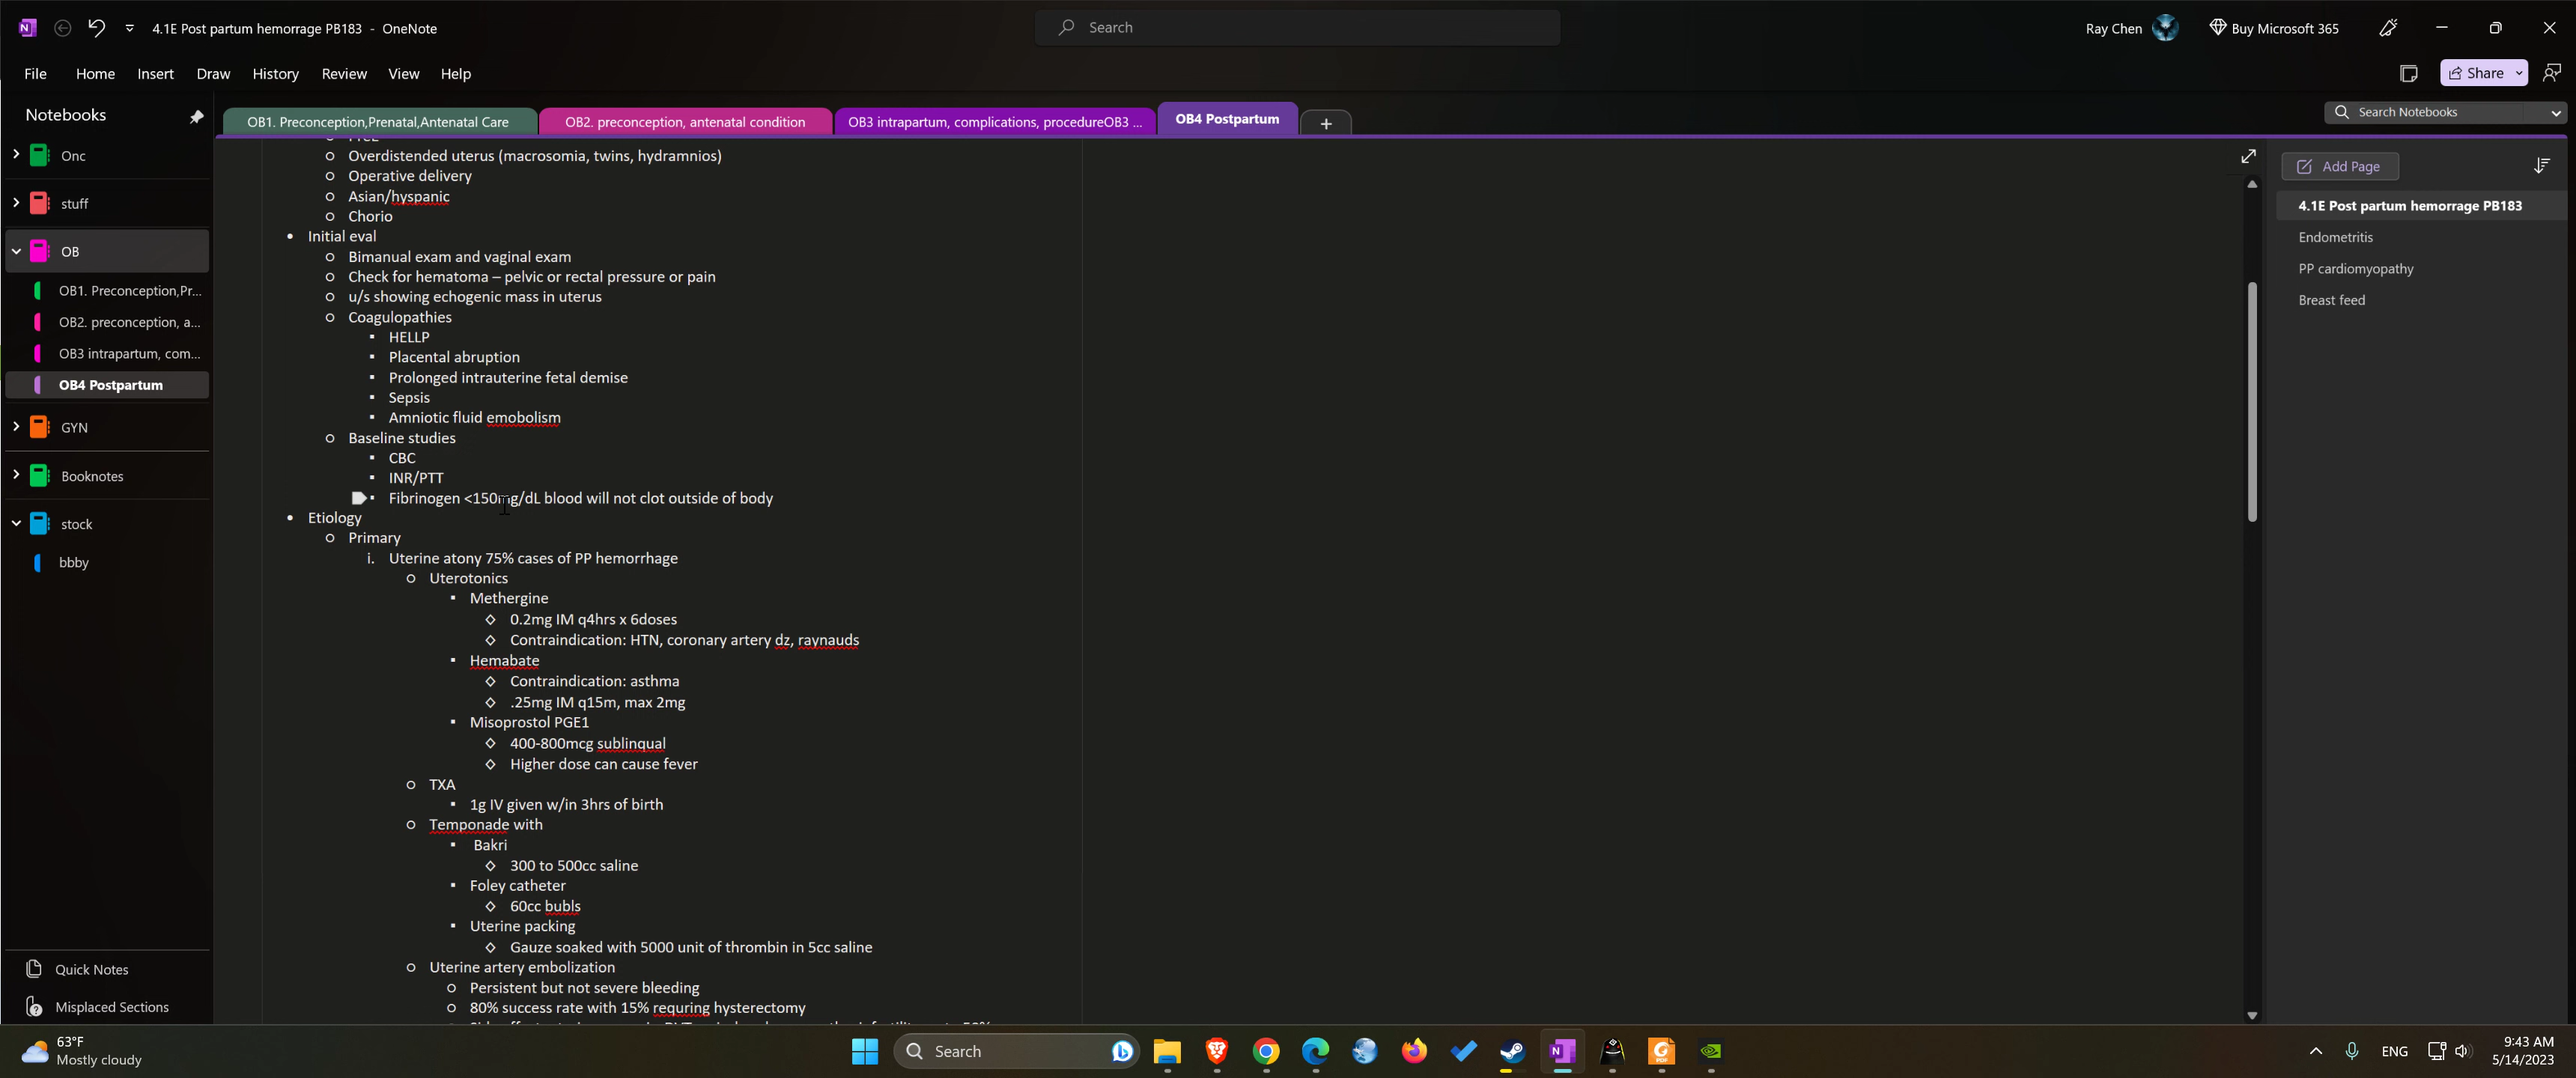 4.1E Post partum hemorrage PB183 - OneNote
Search
Ray Chen
Buy Microsoft 365
File Home Insert Draw History Review View Help
Share
Notebooks
OB1. Preconception,Prenatal,Antenatal Care
OB2. preconception, antenatal condition
OB3 intrapartum, complications, procedureOB3 ...
OB4 Postpartum
+
Search Notebooks
Onc
stuff
OB
OB1. Preconception,Pr...
OB2. preconception, a...
OB3 intrapartum, com...
OB4 Postpartum
GYN
Booknotes
stock
bbby
Quick Notes
Misplaced Sections
Overdistended uterus (macrosomia, twins, hydramnios)
Operative delivery
Asian/hyspanic
Chorio
Initial eval
Bimanual exam and vaginal exam
Check for hematoma – pelvic or rectal pressure or pain
u/s showing echogenic mass in uterus
Coagulopathies
HELLP
Placental abruption
Prolonged intrauterine fetal demise
Sepsis
Amniotic fluid emobolism
Baseline studies
CBC
INR/PTT
Fibrinogen <150mg/dL blood will not clot outside of body
Etiology
Primary
i. Uterine atony 75% cases of PP hemorrhage
Uterotonics
Methergine
0.2mg IM q4hrs x 6doses
Contraindication: HTN, coronary artery dz, raynauds
Hemabate
Contraindication: asthma
.25mg IM q15m, max 2mg
Misoprostol PGE1
400-800mcg sublinqual
Higher dose can cause fever
TXA
1g IV given w/in 3hrs of birth
Temponade with
Bakri
300 to 500cc saline
Foley catheter
60cc bubls
Uterine packing
Gauze soaked with 5000 unit of thrombin in 5cc saline
Uterine artery embolization
Persistent but not severe bleeding
80% success rate with 15% requring hysterectomy
Add Page
4.1E Post partum hemorrage PB183
Endometritis
PP cardiomyopathy
Breast feed
63°F
Mostly cloudy
Search
ENG
9:43 AM
5/14/2023